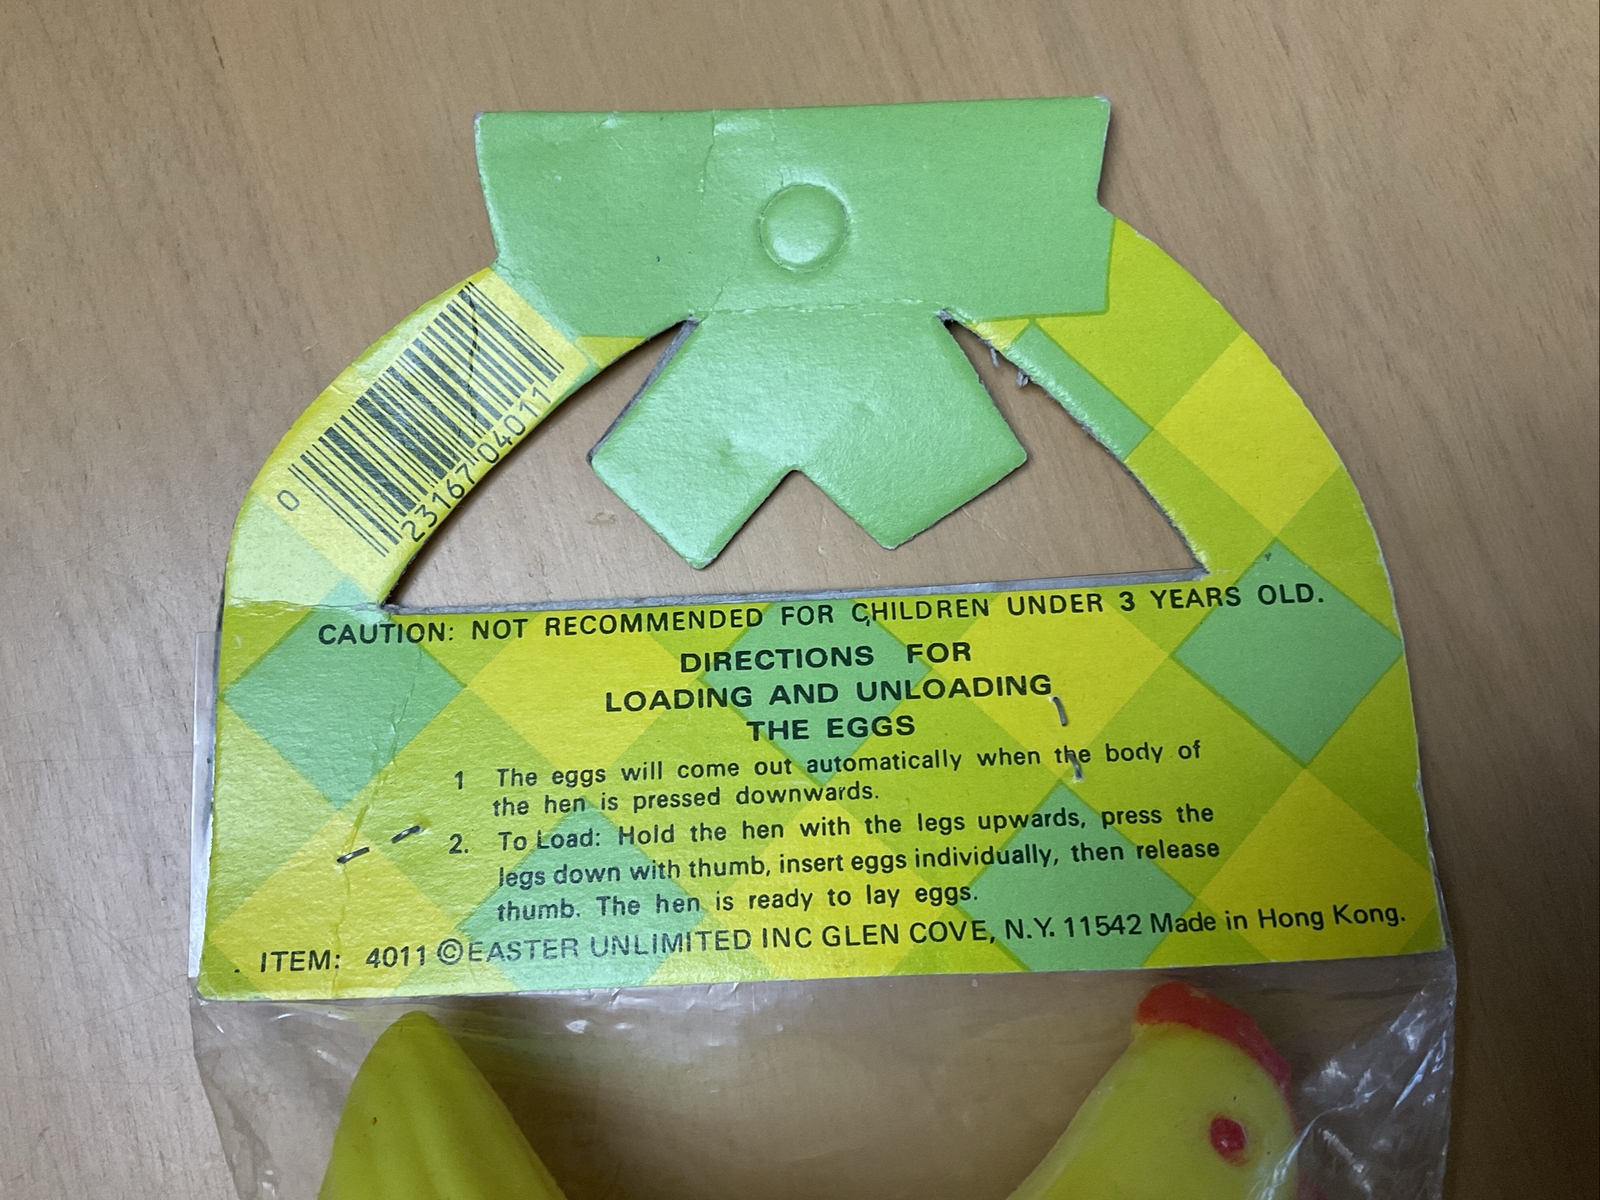 0 23167 04011
CAUTION: NOT RECOMMENDED FOR CHILDREN UNDER 3 YEARS OLD.
DIRECTIONS FOR
LOADING AND UNLOADING
THE EGGS
1 The eggs will come out automatically when the body of
the hen is pressed downwards.
2. To Load: Hold the hen with the legs upwards, press the
legs down with thumb, insert eggs individually, then release
thumb. The hen is ready to lay eggs.
ITEM: 4011 ©EASTER UNLIMITED INC GLEN COVE, N.Y. 11542 Made in Hong Kong.